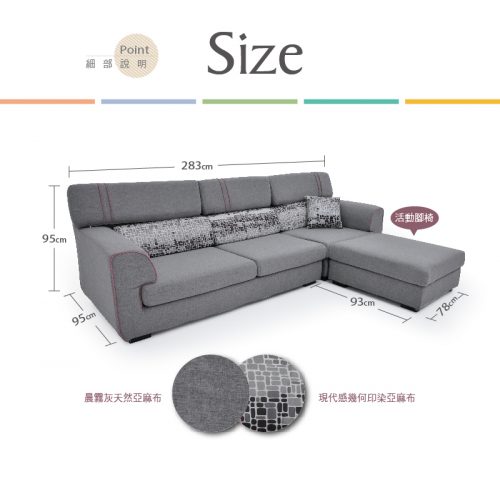 Point
細部說明
Size
283cm
95cm
活動腳椅
95cm
93cm
78cm
晨霧灰天然亞麻布
現代感幾何印染亞麻布